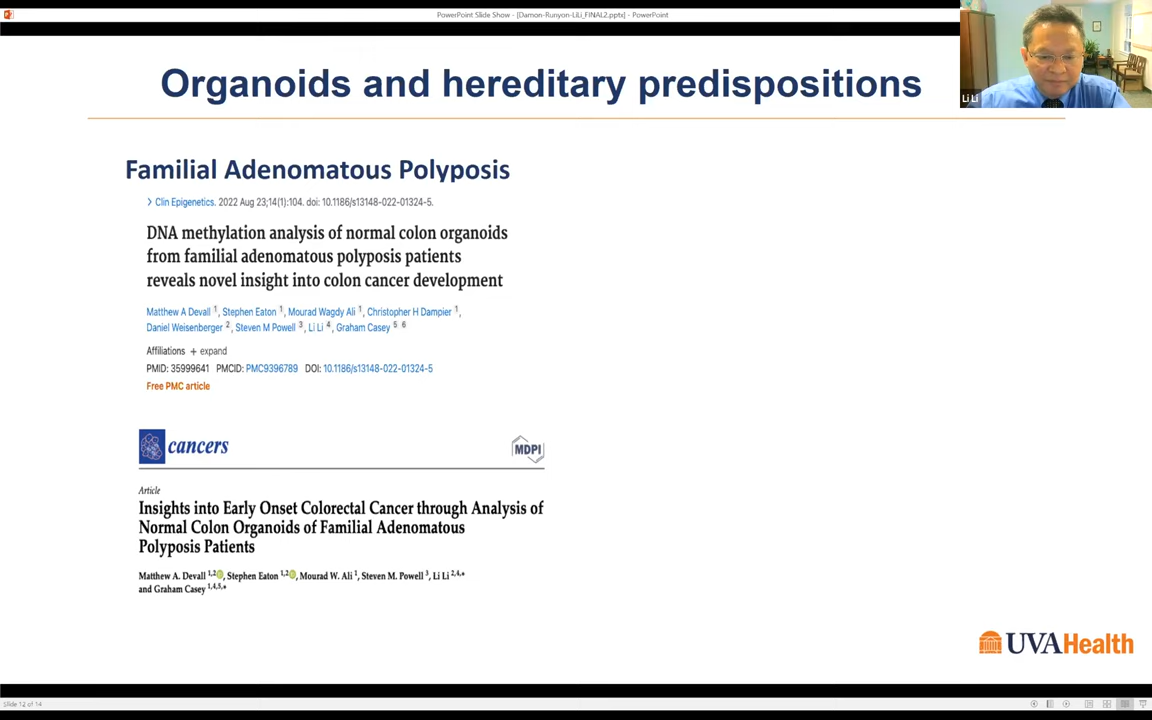 PowerPoint Slide Show - [Damon-Runyon-LiLi_FINAL2.pptx] - PowerPoint
Li Li
Organoids and hereditary predispositions
Familial Adenomatous Polyposis
> Clin Epigenetics. 2022 Aug 23;14(1):104. doi: 10.1186/s13148-022-01324-5.
DNA methylation analysis of normal colon organoids
from familial adenomatous polyposis patients
reveals novel insight into colon cancer development
Matthew A Devall 1, Stephen Eaton 1, Mourad Wagdy Ali 1, Christopher H Dampier 1,
Daniel Weisenberger 2, Steven M Powell 3, Li Li 4, Graham Casey 5 6
Affiliations + expand
PMID: 35999641 PMCID: PMC9396789 DOI: 10.1186/s13148-022-01324-5
Free PMC article
cancers
MDPI
Article
Insights into Early Onset Colorectal Cancer through Analysis of
Normal Colon Organoids of Familial Adenomatous
Polyposis Patients
Matthew A. Devall 1,2, Stephen Eaton 1,2, Mourad W. Ali 1, Steven M. Powell 3, Li Li 2,4,*
and Graham Casey 1,4,5,*
UVAHealth
Slide 12 of 14